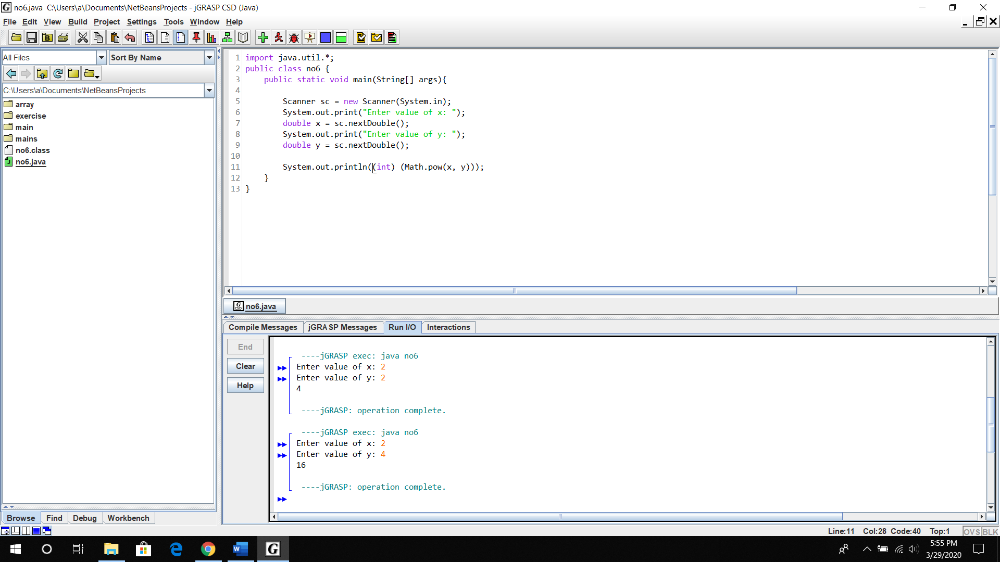 no6.java  C:\Users\a\Documents\NetBeansProjects - jGRASP CSD (Java)
File Edit View Build Project Settings Tools Window Help
All Files Sort By Name
C:\Users\a\Documents\NetBeansProjects
array
exercise
main
mains
no6.class
no6.java
Browse Find Debug Workbench
1 import java.util.*;
2 public class no6 {
3     public static void main(String[] args){
4
5         Scanner sc = new Scanner(System.in);
6         System.out.print("Enter value of x: ");
7         double x = sc.nextDouble();
8         System.out.print("Enter value of y: ");
9         double y = sc.nextDouble();
10
11         System.out.println((int) (Math.pow(x, y)));
12     }
13 }
no6.java
Compile Messages jGRASP Messages Run I/O Interactions
End
Clear
Help
----jGRASP exec: java no6
Enter value of x: 2
Enter value of y: 2
4
----jGRASP: operation complete.
----jGRASP exec: java no6
Enter value of x: 2
Enter value of y: 4
16
----jGRASP: operation complete.
Line:11 Col:28 Code:40 Top:1 OVS BLK
5:55 PM
3/29/2020